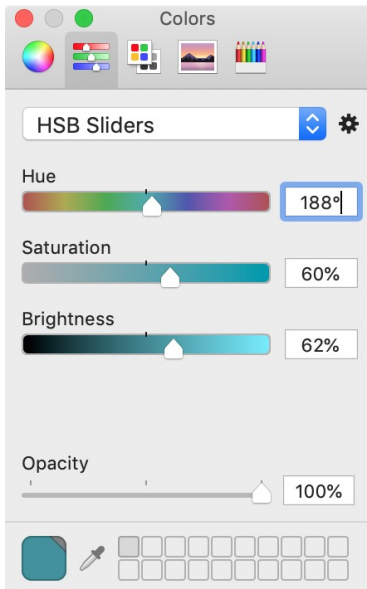 Colors
HSB Sliders
Hue
188°
Saturation
60%
Brightness
62%
Opacity
100%